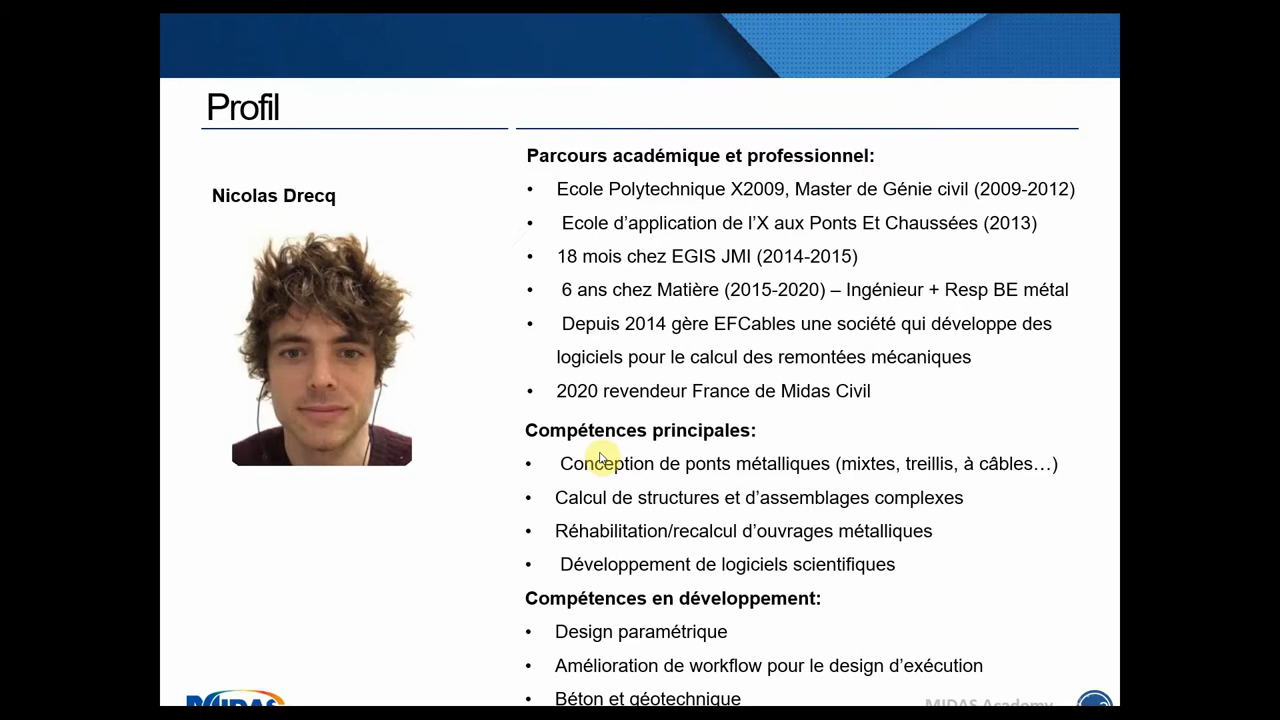 Profil
Nicolas Drecq
Parcours académique et professionnel:
• Ecole Polytechnique X2009, Master de Génie civil (2009-2012)
• Ecole d’application de l’X aux Ponts Et Chaussées (2013)
• 18 mois chez EGIS JMI (2014-2015)
• 6 ans chez Matière (2015-2020) – Ingénieur + Resp BE métal
• Depuis 2014 gère EFCables une société qui développe des
logiciels pour le calcul des remontées mécaniques
• 2020 revendeur France de Midas Civil
Compétences principales:
• Conception de ponts métalliques (mixtes, treillis, à câbles…)
• Calcul de structures et d’assemblages complexes
• Réhabilitation/recalcul d’ouvrages métalliques
• Développement de logiciels scientifiques
Compétences en développement:
• Design paramétrique
• Amélioration de workflow pour le design d’exécution
• Béton et géotechnique
MIDAS Academy